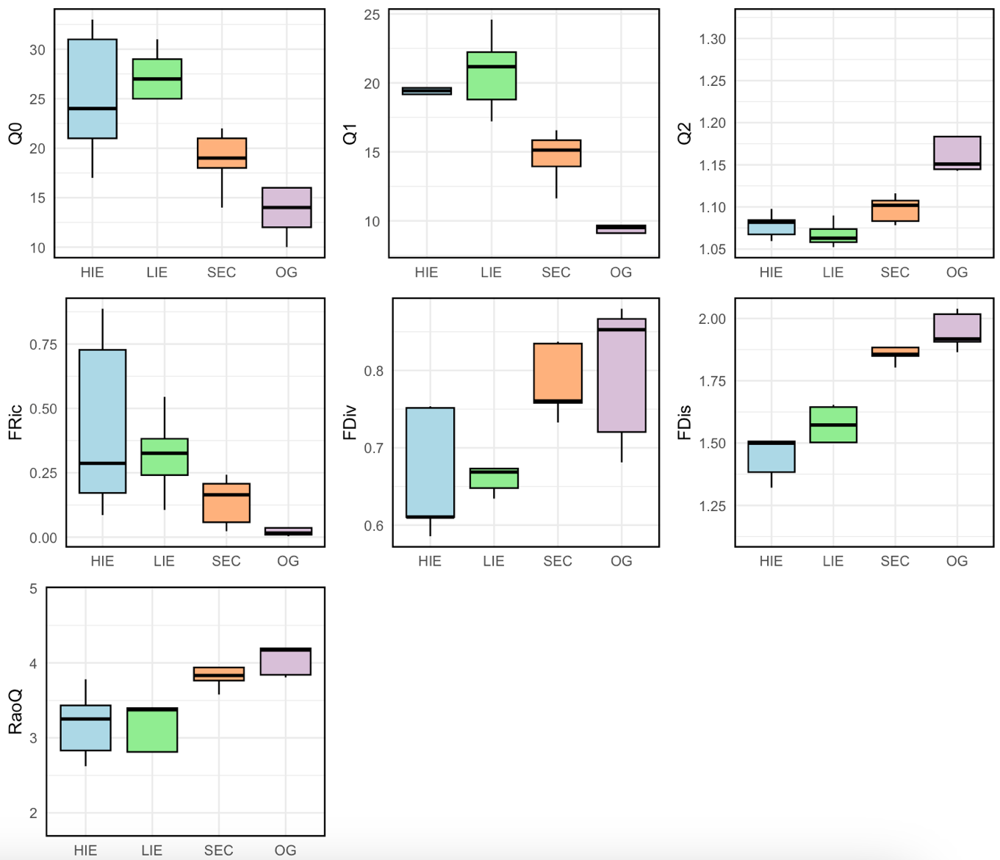 Q0
30
25
20
15
10
HIE LIE SEC OG
Q1
25
20
15
10
HIE LIE SEC OG
Q2
1.30
1.25
1.20
1.15
1.10
1.05
HIE LIE SEC OG
FRic
0.75
0.50
0.25
0.00
HIE LIE SEC OG
FDiv
0.8
0.7
0.6
HIE LIE SEC OG
FDis
2.00
1.75
1.50
1.25
HIE LIE SEC OG
RaoQ
5
4
3
2
HIE LIE SEC OG